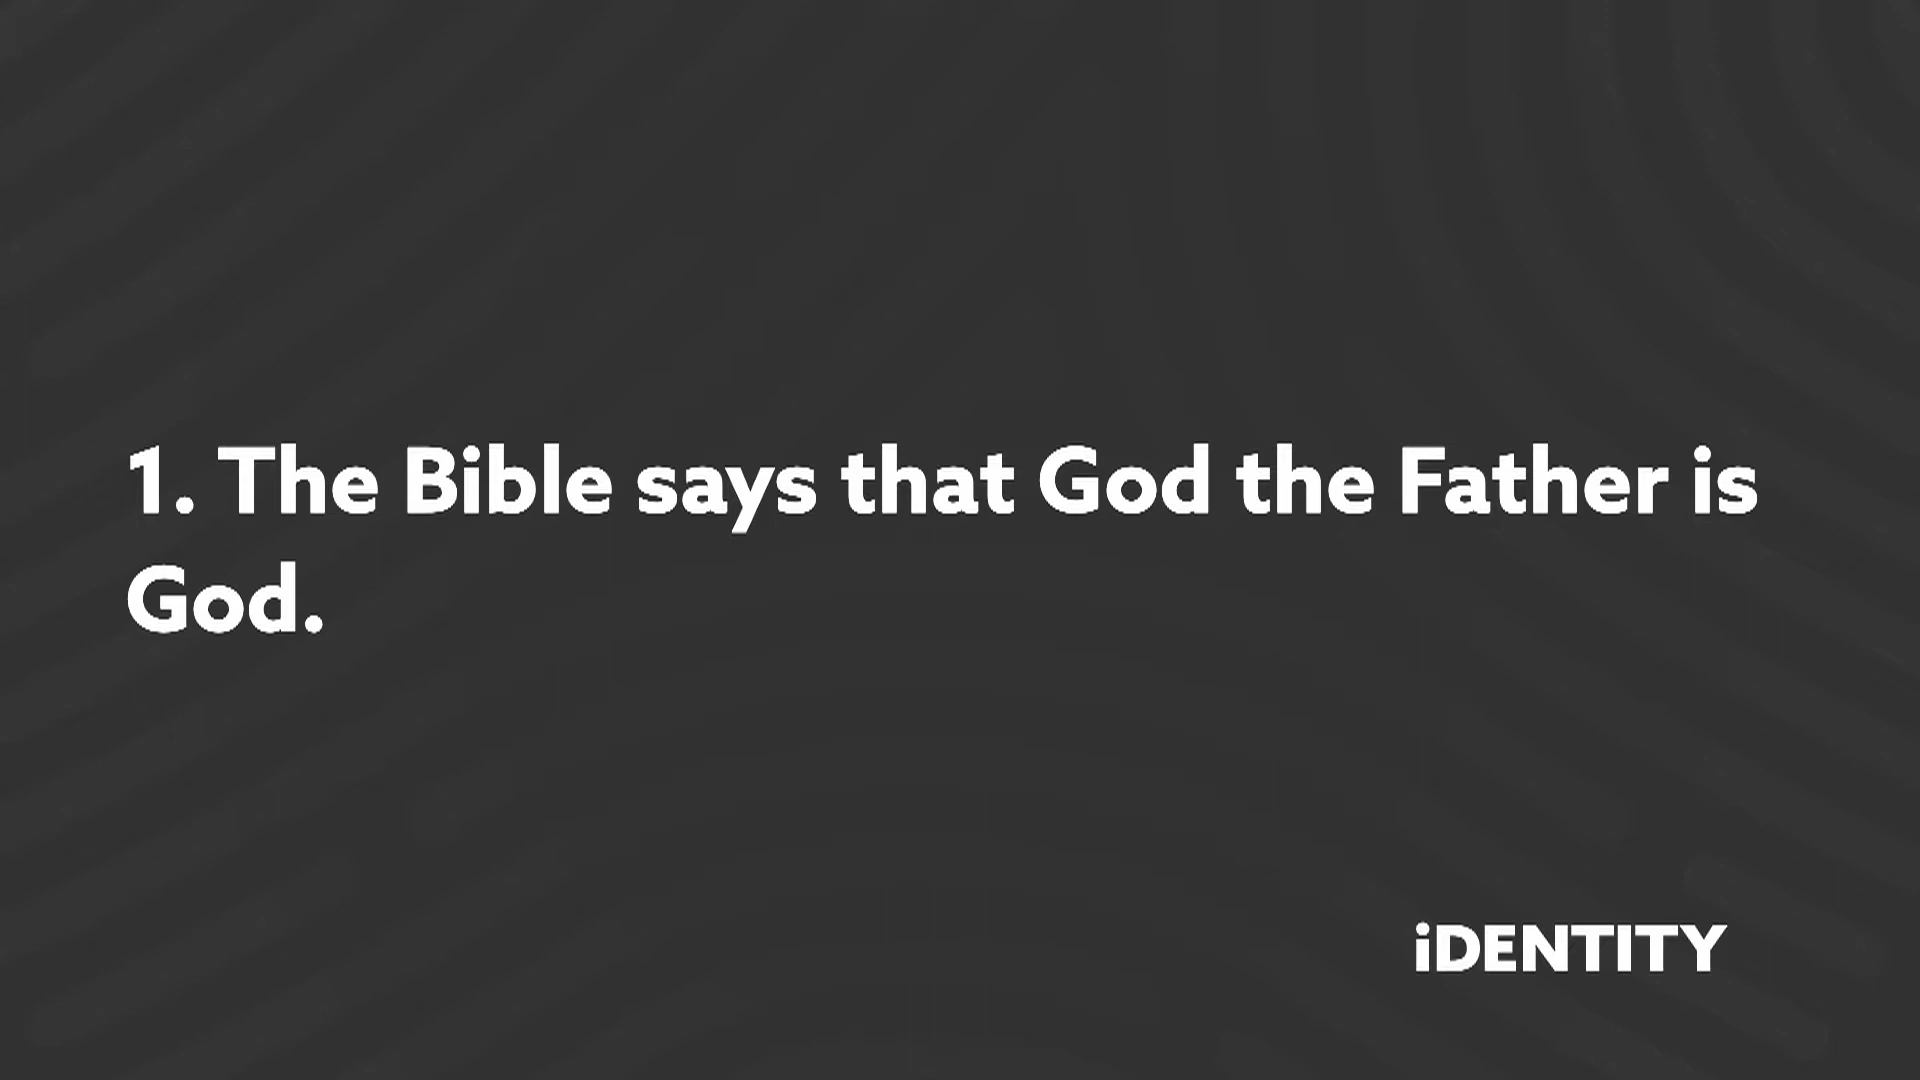 1. The Bible says that God the Father is
God.
iDENTITY